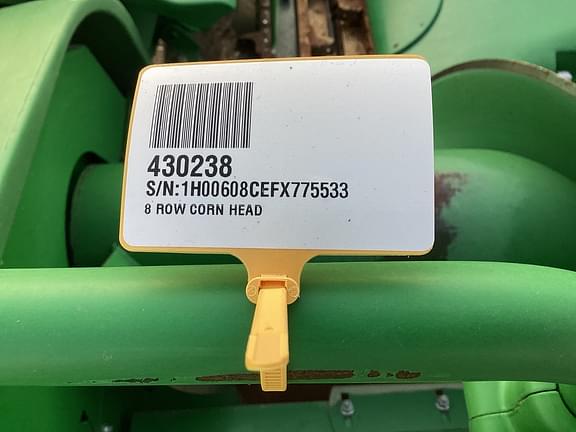 430238
S/N:1H00608CEFX775533
8 ROW CORN HEAD